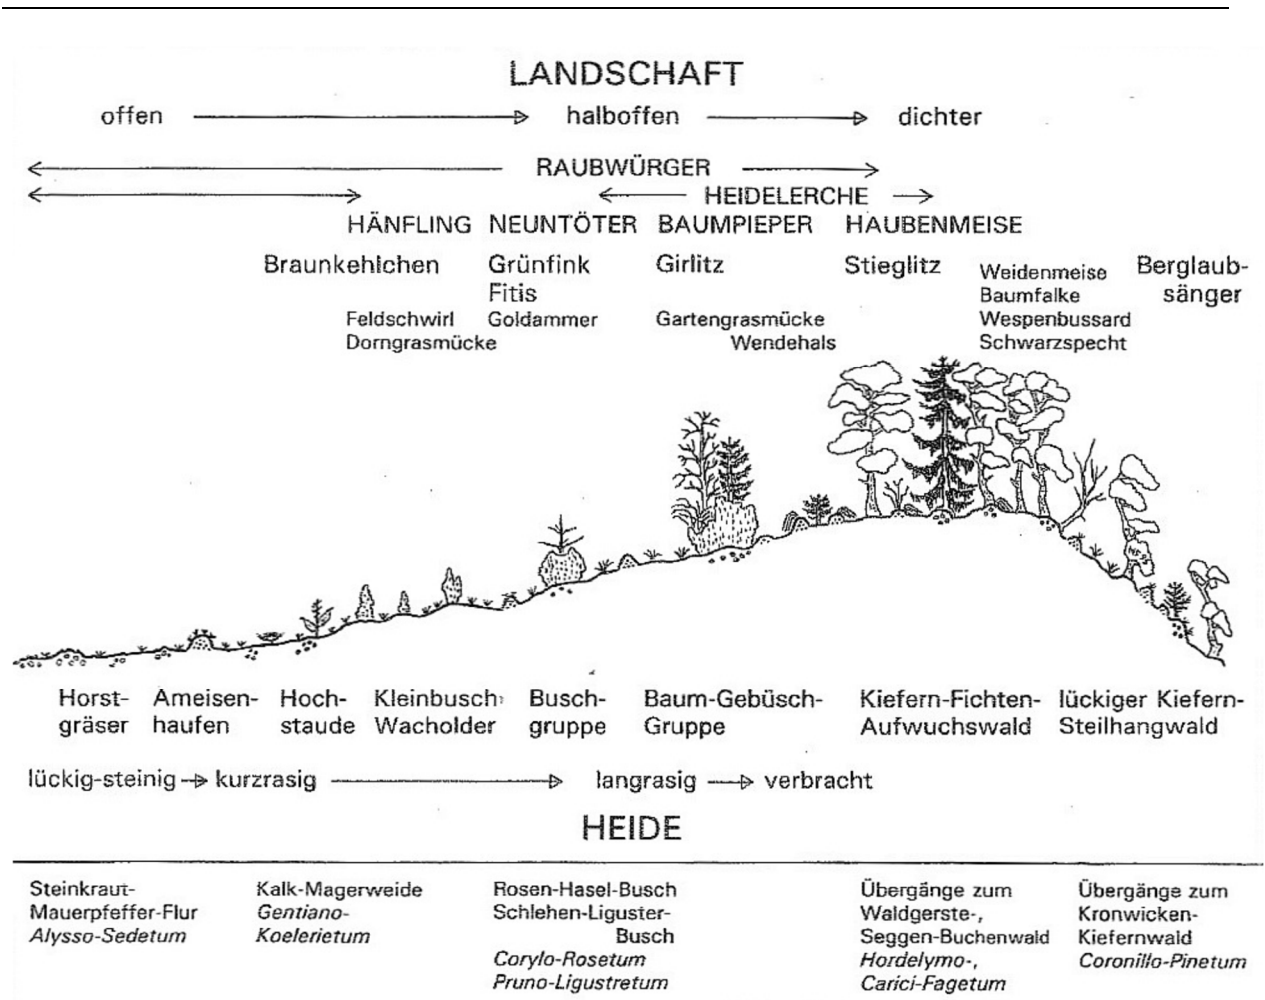 LANDSCHAFT
offen halboffen dichter
RAUBWÜRGER
HEIDELERCHE
HÄNFLING NEUNTÖTER BAUMPIEPER HAUBENMEISE
Braunkehlchen Grünfink Girlitz Stieglitz Weidenmeise Berglaub-
Fitis Baumfalke sänger
Feldschwirl Goldammer Gartengrasmücke Wespenbussard
Dorngrasmücke Wendehals Schwarzspecht
Horst- Ameisen- Hoch- Kleinbusch Busch- Baum-Gebüsch- Kiefern-Fichten- lückiger Kiefern-
gräser haufen staude Wacholder gruppe Gruppe Aufwuchswald Steilhangwald
lückig-steinig kurzrasig langrasig verbracht
HEIDE
Steinkraut- Kalk-Magerweide Rosen-Hasel-Busch Übergänge zum Übergänge zum
Mauerpfeffer-Flur Gentiano- Schlehen-Liguster- Waldgerste-, Kronwicken-
Alysso-Sedetum Koelerietum Busch Seggen-Buchenwald Kiefernwald
Corylo-Rosetum Hordelymo-, Coronillo-Pinetum
Pruno-Ligustretum Carici-Fagetum